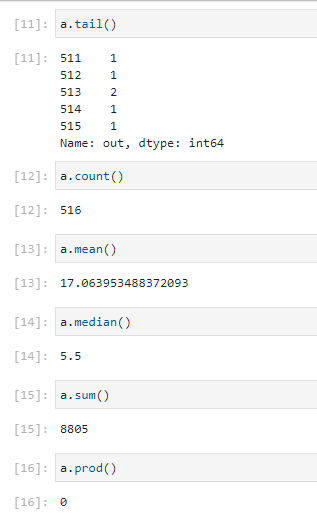 [11]: a.tail()
[11]: 511    1
512    1
513    2
514    1
515    1
Name: out, dtype: int64
[12]: a.count()
[12]: 516
[13]: a.mean()
[13]: 17.063953488372093
[14]: a.median()
[14]: 5.5
[15]: a.sum()
[15]: 8805
[16]: a.prod()
[16]: 0